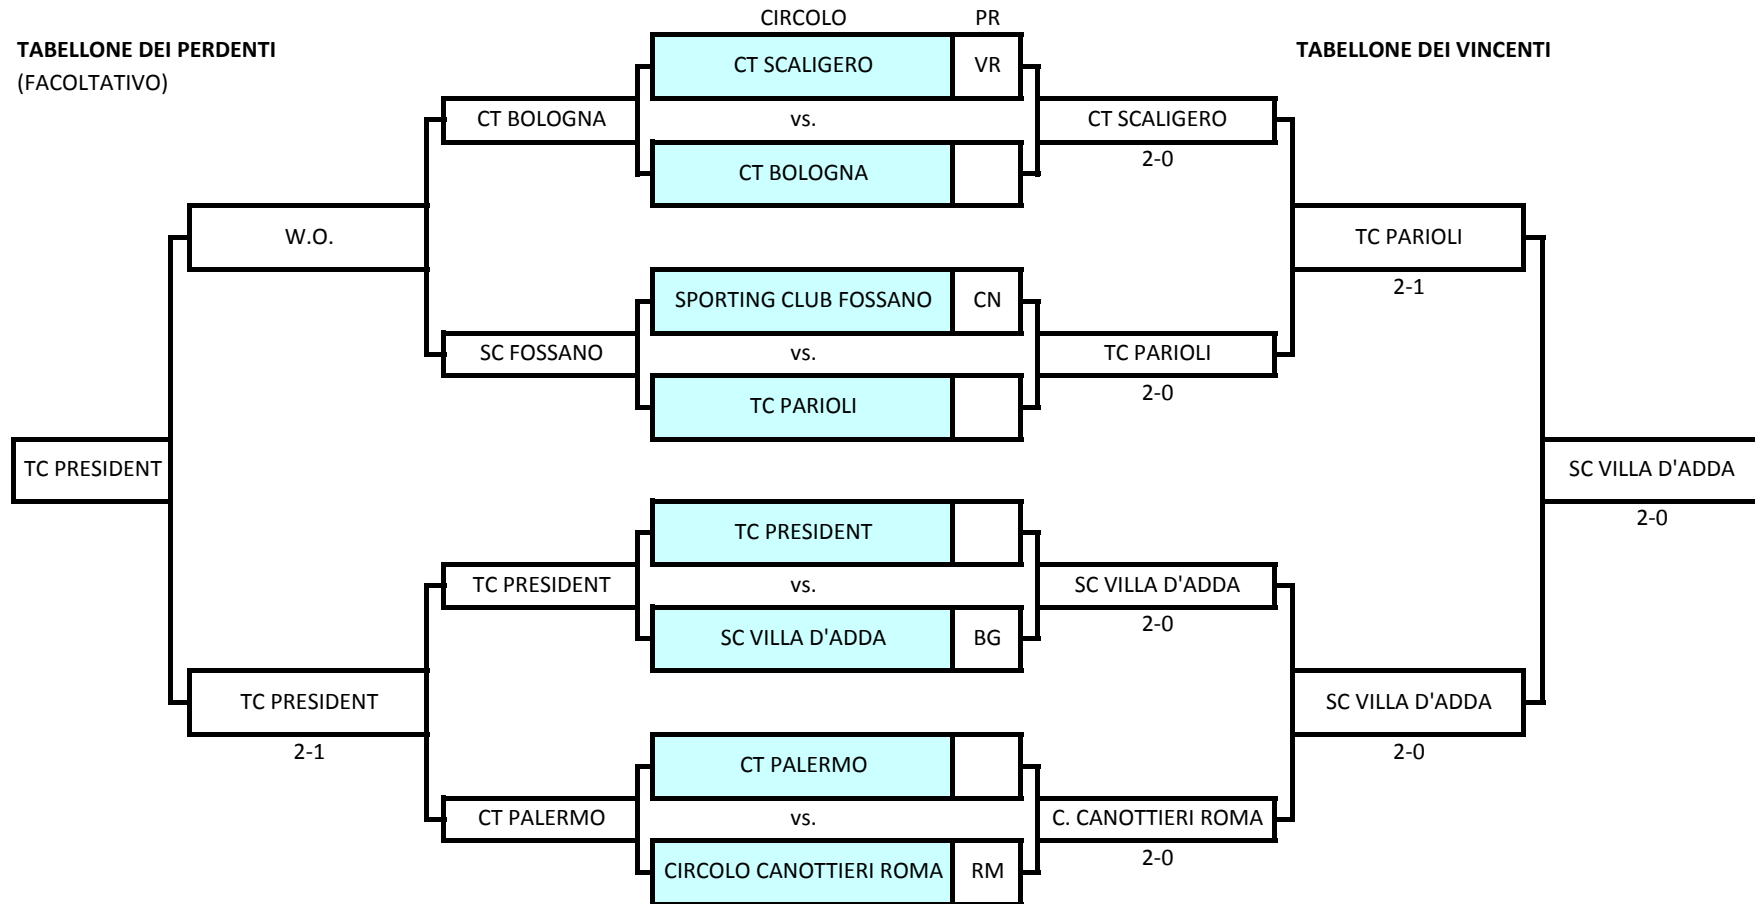 CIRCOLO PR
TABELLONE DEI PERDENTI
(FACOLTATIVO)
TABELLONE DEI VINCENTI
CT SCALIGERO VR
CT BOLOGNA vs. CT SCALIGERO
2-0
CT BOLOGNA
W.O. TC PARIOLI
2-1
SPORTING CLUB FOSSANO CN
SC FOSSANO vs. TC PARIOLI
2-0
TC PARIOLI
TC PRESIDENT SC VILLA D'ADDA
2-0
TC PRESIDENT
TC PRESIDENT vs. SC VILLA D'ADDA
2-0
SC VILLA D'ADDA BG
TC PRESIDENT SC VILLA D'ADDA
2-1 2-0
CT PALERMO
CT PALERMO vs. C. CANOTTIERI ROMA
2-0
CIRCOLO CANOTTIERI ROMA RM